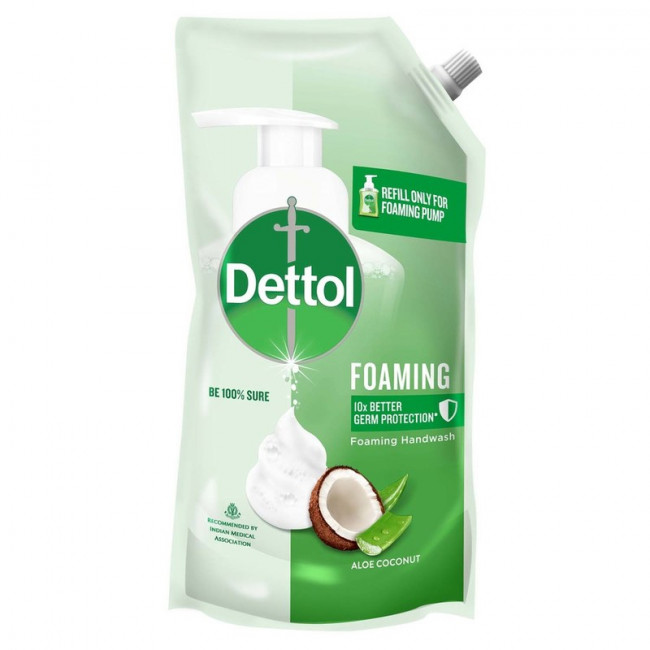 REFILL ONLY FOR
FOAMING PUMP
Dettol
BE 100% SURE
FOAMING
10x BETTER
GERM PROTECTION*
Foaming Handwash
RECOMMENDED BY
INDIAN MEDICAL
ASSOCIATION
ALOE COCONUT